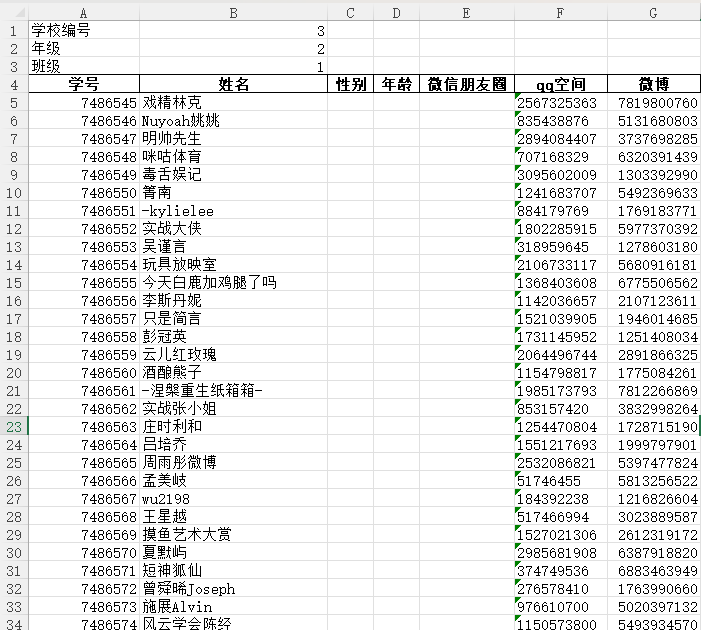 A B C D E F G
1 学校编号 3
2 年级 2
3 班级 1
4 学号 姓名 性别 年龄 微信朋友圈 qq空间 微博
5 7486545 戏精林克 2567325363 7819800760
6 7486546 Nuyoah姚姚 835438876 5131680803
7 7486547 明帅先生 2894084407 3737698285
8 7486548 咪咕体育 707168329 6320391439
9 7486549 毒舌娱记 3095602009 1303392990
10 7486550 箐南 1241683707 5492369633
11 7486551 -kylielee 884179769 1769183771
12 7486552 实战大侠 1802285915 5977370392
13 7486553 吴谨言 318959645 1278603180
14 7486554 玩具放映室 2106733117 5680916181
15 7486555 今天白鹿加鸡腿了吗 1368403608 6775506562
16 7486556 李斯丹妮 1142036657 2107123611
17 7486557 只是简言 1521039905 1946014685
18 7486558 彭冠英 1731145952 1251408034
19 7486559 云儿红玫瑰 2064496744 2891866325
20 7486560 酒酿熊子 1154798817 1775084261
21 7486561 -涅槃重生纸箱箱- 1985173793 7812266869
22 7486562 实战张小姐 853157420 3832998264
23 7486563 庄时利和 1254470804 1728715190
24 7486564 吕培乔 1551217693 1999797901
25 7486565 周雨彤微博 2532086821 5397477824
26 7486566 孟美岐 51746455 5813256522
27 7486567 wu2198 184392238 1216826604
28 7486568 王星越 517466994 3023889587
29 7486569 摸鱼艺术大赏 1527021306 2612319172
30 7486570 夏默屿 2985681908 6387918820
31 7486571 短神狐仙 374749536 6883463949
32 7486572 曾舜晞Joseph 276578410 1763990660
33 7486573 施展Alvin 976610700 5020397132
34 7486574 风云学会陈经 1150573800 5493934570